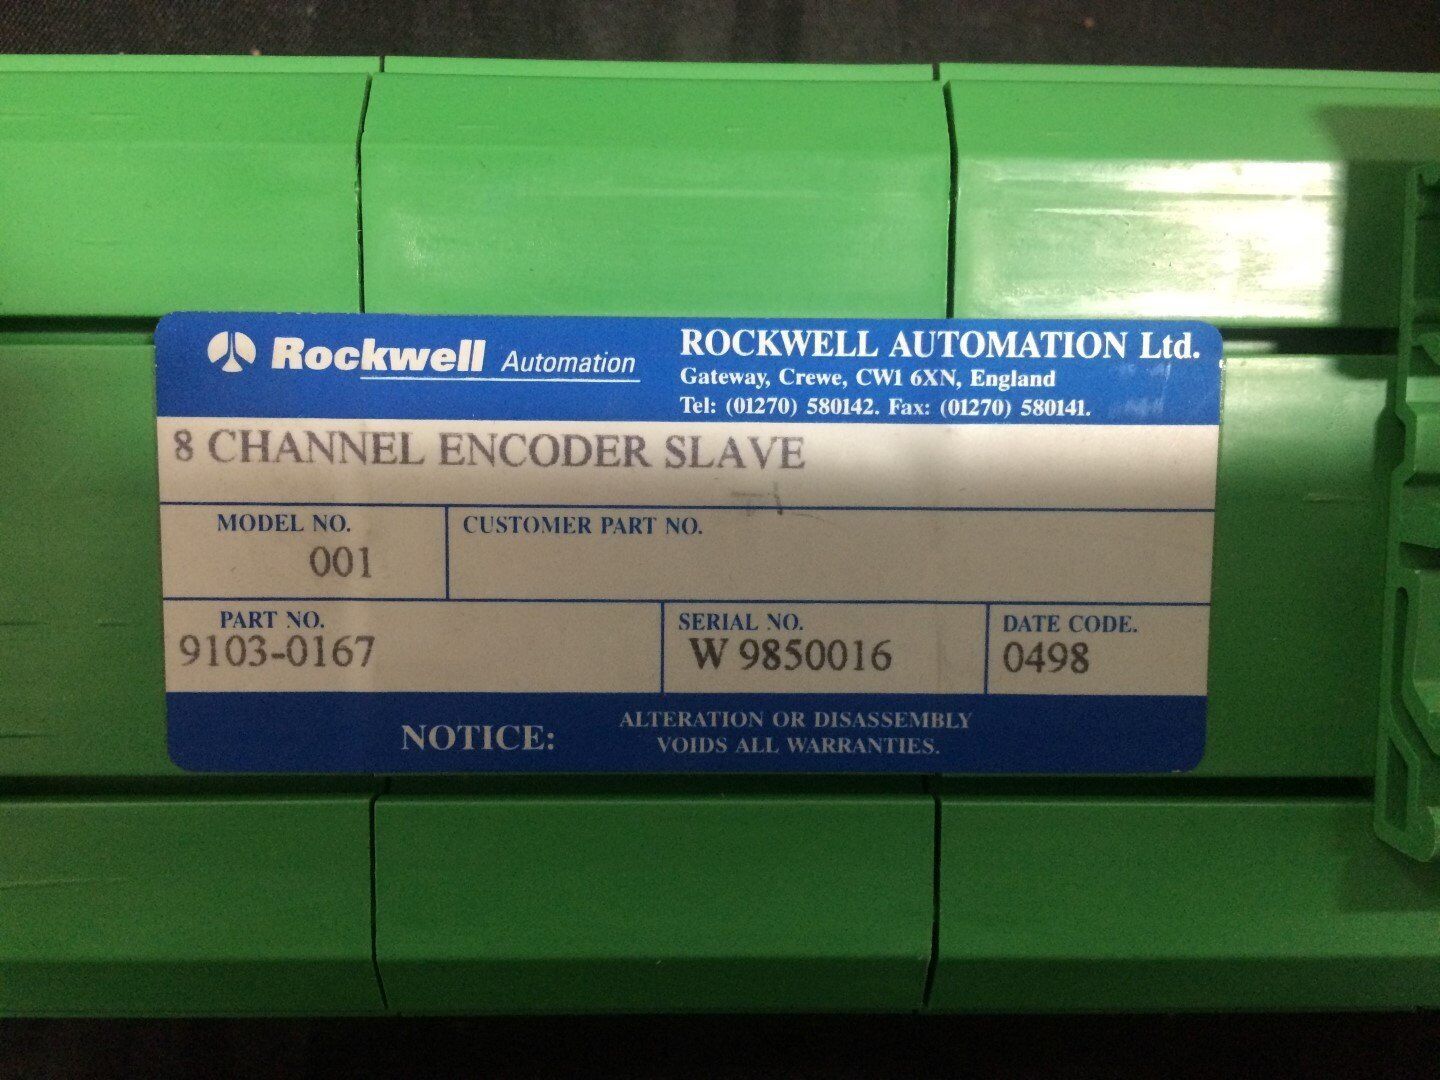 Rockwell Automation
ROCKWELL AUTOMATION Ltd.
Gateway, Crewe, CW1 6XN, England
Tel: (01270) 580142. Fax: (01270) 580141.
8 CHANNEL ENCODER SLAVE
MODEL NO.
001
CUSTOMER PART NO.
PART NO.
9103-0167
SERIAL NO.
W 9850016
DATE CODE.
0498
NOTICE:
ALTERATION OR DISASSEMBLY
VOIDS ALL WARRANTIES.